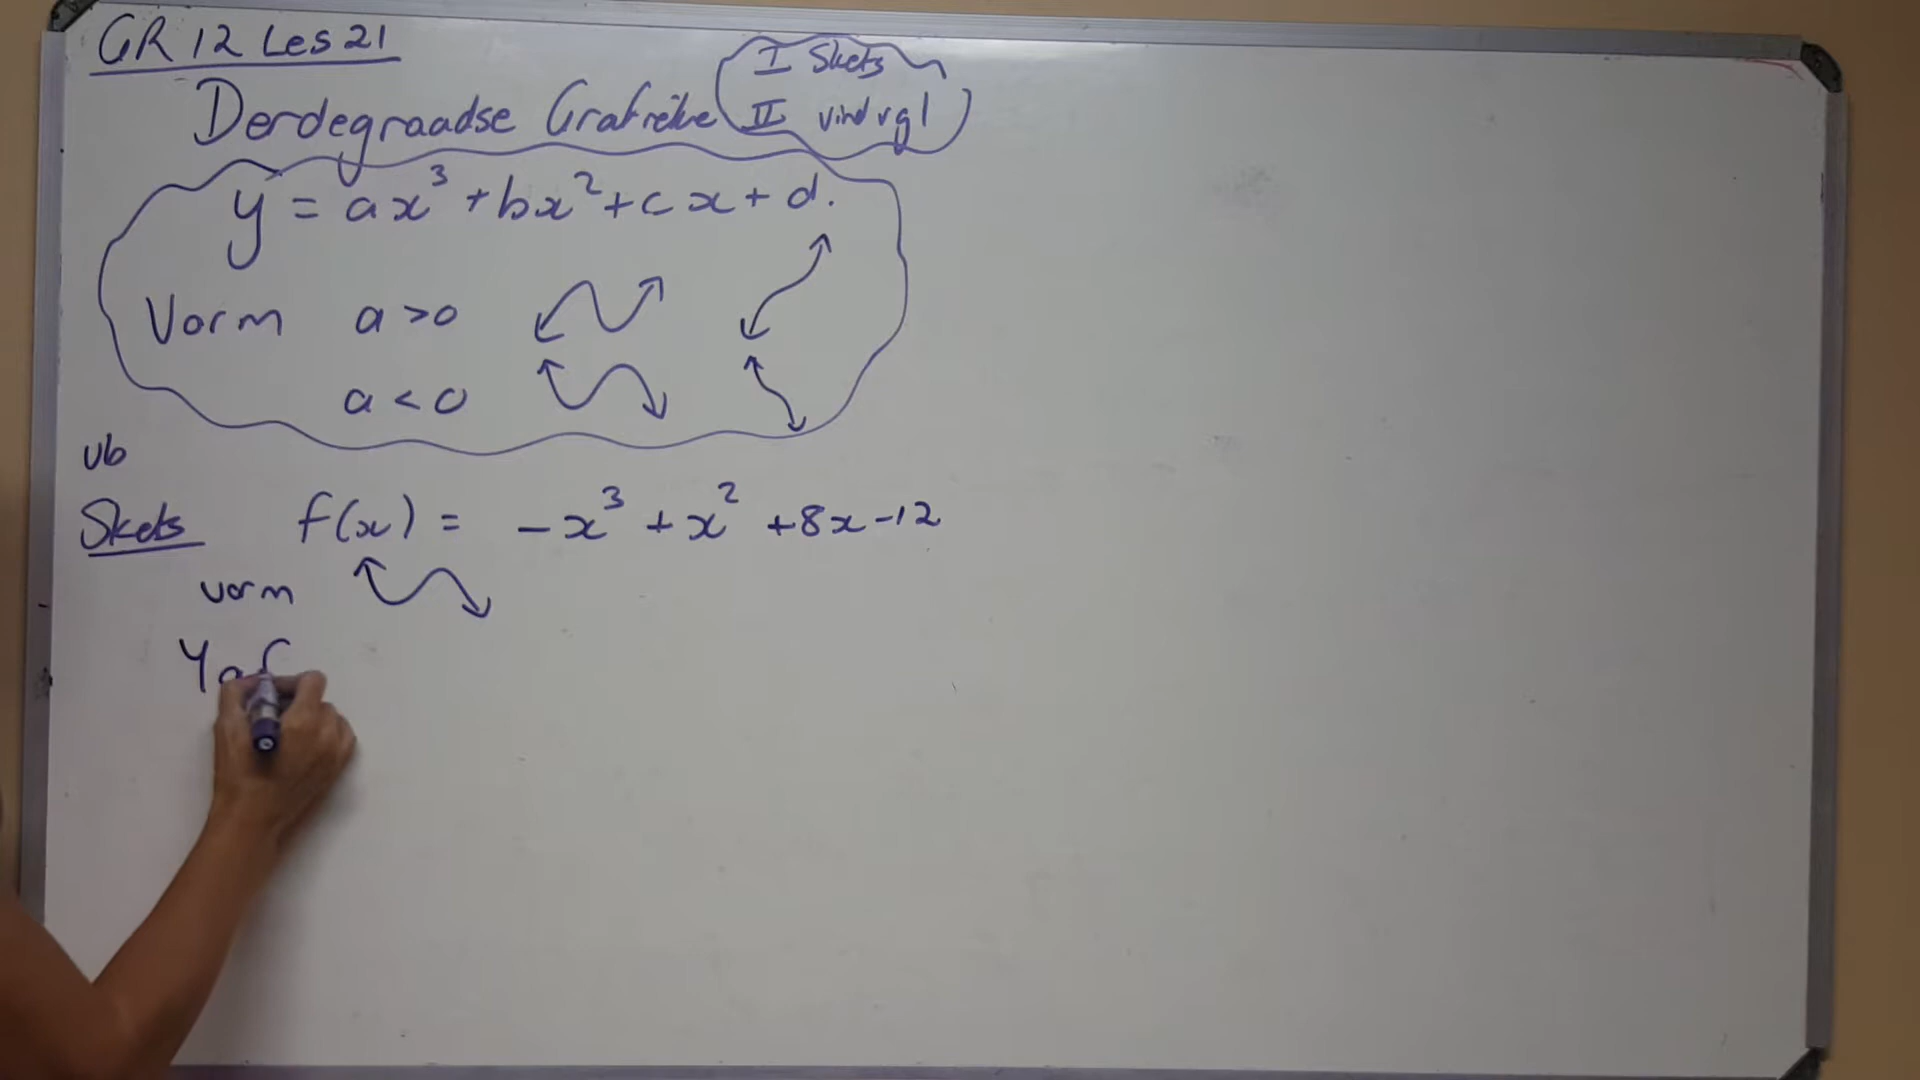 GR 12 Les 21
Derdegraadse Grafieke
I Skets
II vind vgl
y = ax³ + bx² + cx + d.
Vorm a > 0
a < 0
vb
Skets f(x) = -x³ + x² + 8x - 12
vorm
Yaf